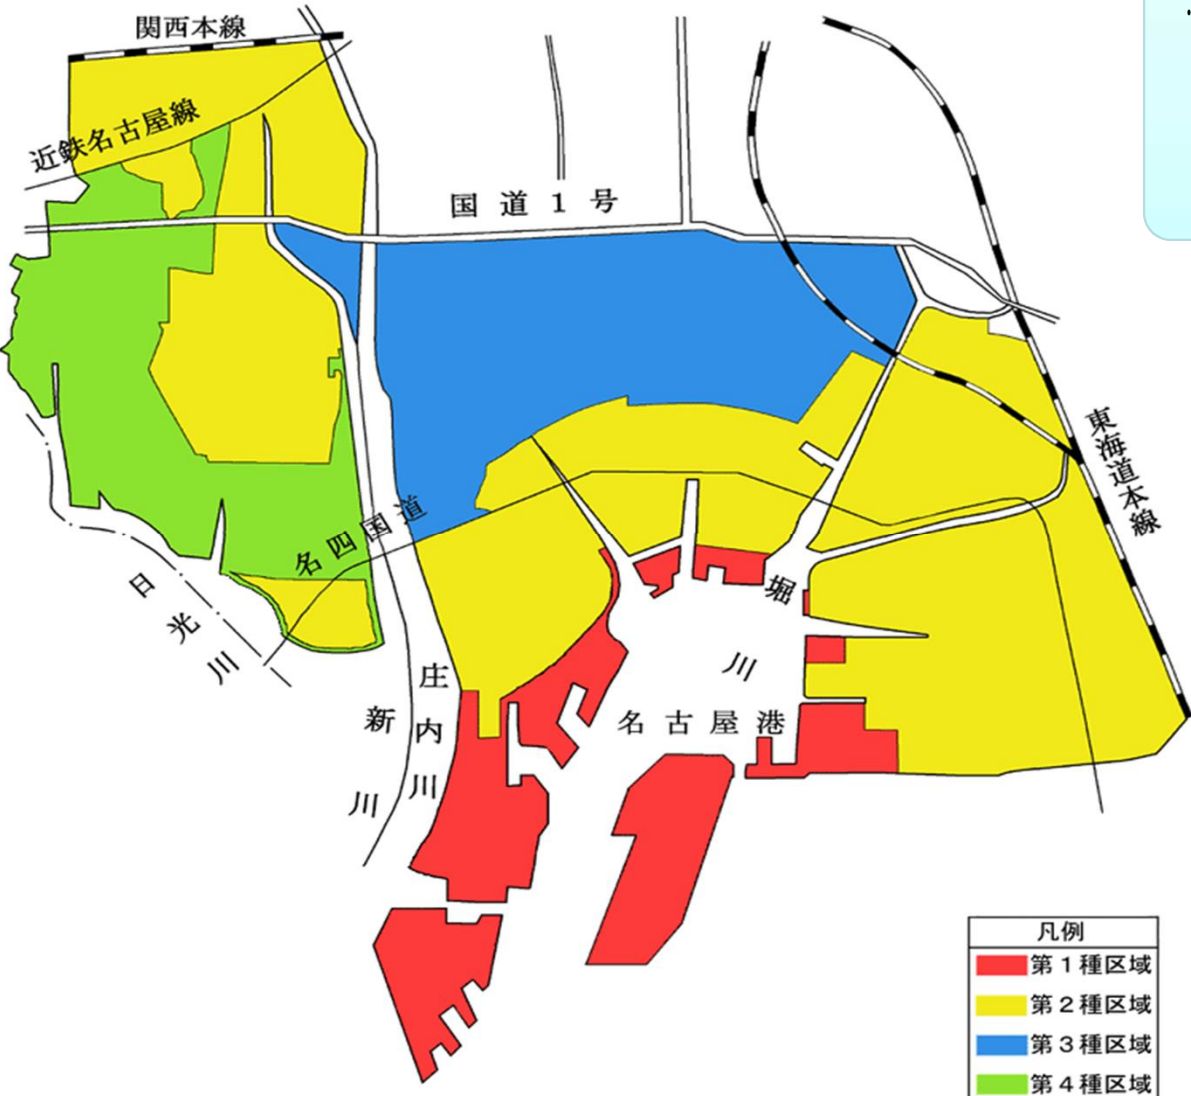 関西本線
近鉄名古屋線
国道1号
東海道本線
名四国道
日光川
堀川
庄内川
新川
名古屋港
凡例
第1種区域
第2種区域
第3種区域
第4種区域